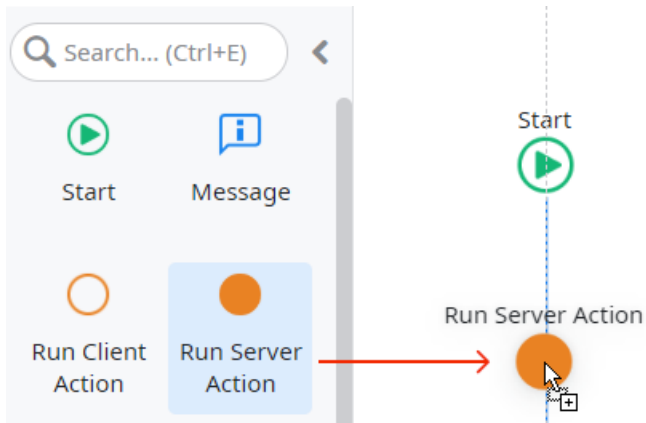 Search... (Ctrl+E)
Start
Message
Run Client
Action
Run Server
Action
Start
Run Server Action